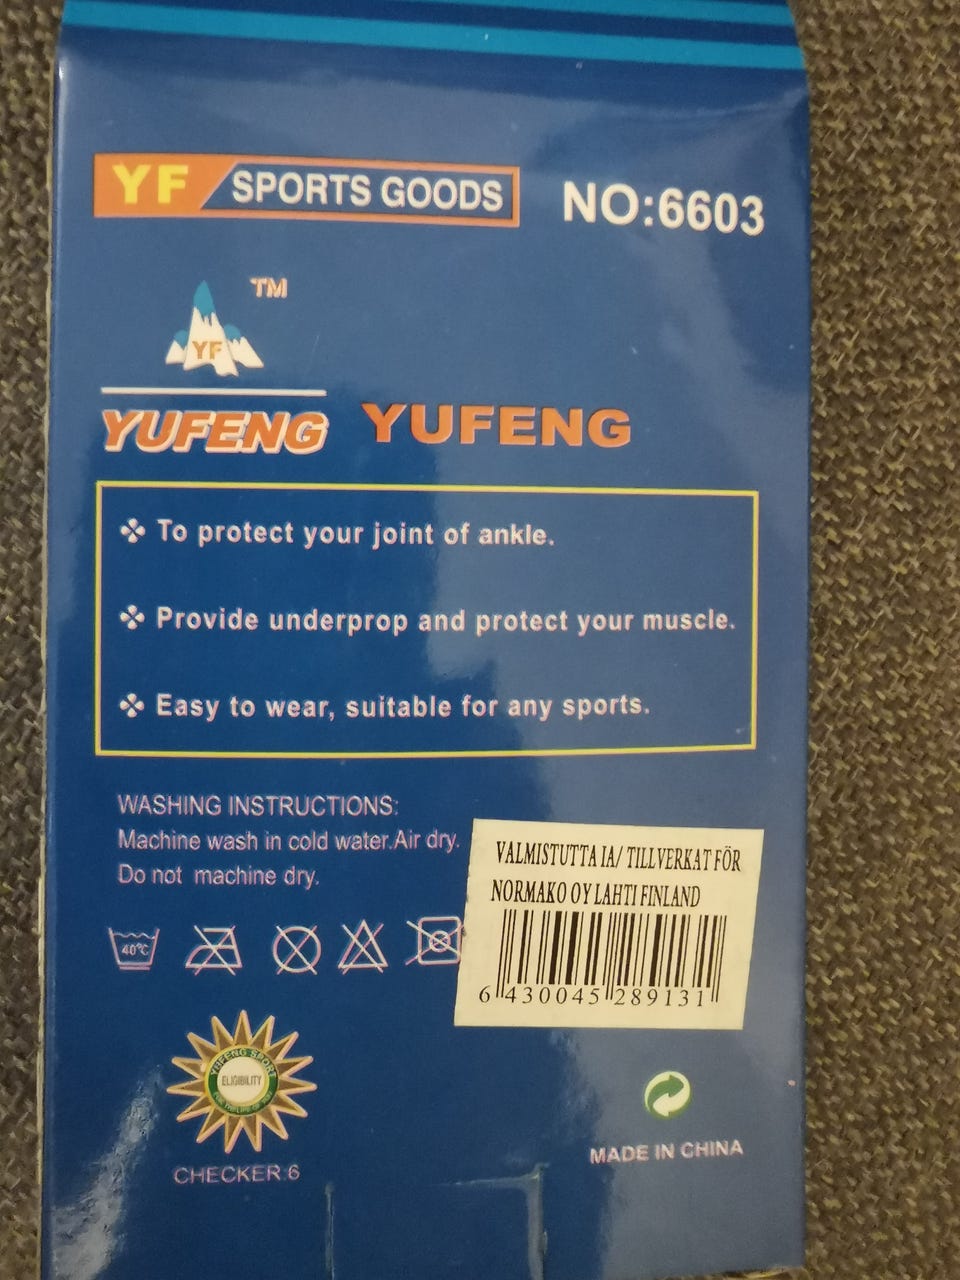 YF SPORTS GOODS NO:6603
TM
YF
YUFENG YUFENG
To protect your joint of ankle.
Provide underprop and protect your muscle.
Easy to wear, suitable for any sports.
WASHING INSTRUCTIONS:
Machine wash in cold water.Air dry.
Do not machine dry.
40°C
VALMISTUTTAJA/ TILLVERKAT FÖR
NORMAKO OY LAHTI FINLAND
6 430045 289131
YUFENG SPORT
ELIGIBILITY
CHECKER:6
MADE IN CHINA